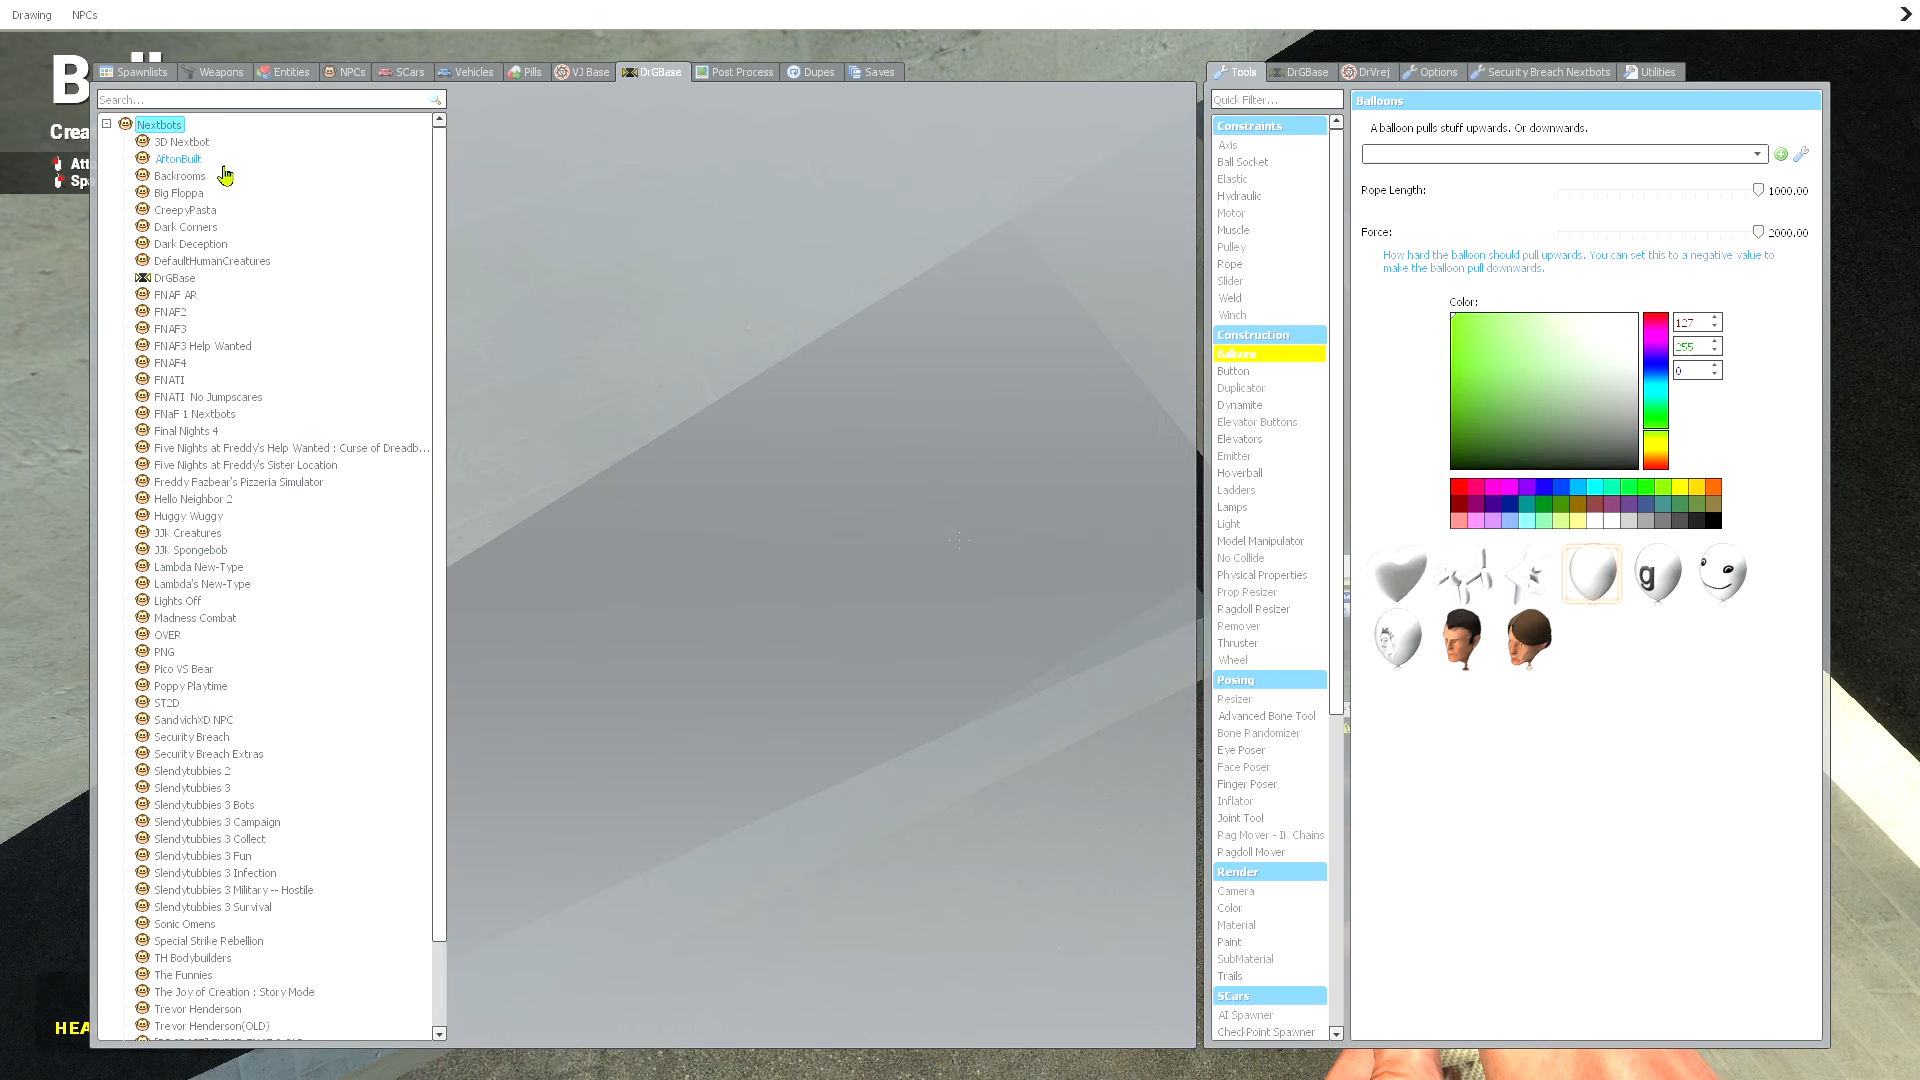 Drawing NPCs
Spawnlists Weapons Entities NPCs SCars Vehicles Pills VJ Base DrGBase Post Process Dupes Saves
Search...
Nextbots
3D Nextbot
AftonBuilt
Backrooms
Big Floppa
CreepyPasta
Dark Corners
Dark Deception
DefaultHumanCreatures
DrGBase
FNAF AR
FNAF2
FNAF3
FNAF3 Help Wanted
FNAF4
FNATI
FNATI No Jumpscares
FNaF 1 Nextbots
Final Nights 4
Five Nights at Freddy's Help Wanted : Curse of Dreadb...
Five Nights at Freddy's Sister Location
Freddy Fazbear's Pizzeria Simulator
Hello Neighbor 2
Huggy Wuggy
JJK Creatures
JJK Spongebob
Lambda New-Type
Lambda's New-Type
Lights Off
Madness Combat
OVER
PNG
Pico VS Bear
Poppy Playtime
ST2D
SandvichXD NPC
Security Breach
Security Breach Extras
Slendytubbies 2
Slendytubbies 3
Slendytubbies 3 Bots
Slendytubbies 3 Campaign
Slendytubbies 3 Collect
Slendytubbies 3 Fun
Slendytubbies 3 Infection
Slendytubbies 3 Military -- Hostile
Slendytubbies 3 Survival
Sonic Omens
Special Strike Rebellion
TH Bodybuilders
The Funnies
The Joy of Creation : Story Mode
Trevor Henderson
Trevor Henderson(OLD)
B
Crea
Att
Spa
HEA
Tools DrGBase DrVrej Options Security Breach Nextbots Utilities
Quick Filter...
Constraints
Axis
Ball Socket
Elastic
Hydraulic
Motor
Muscle
Pulley
Rope
Slider
Weld
Winch
Construction
Balloons
Button
Duplicator
Dynamite
Elevator Buttons
Elevators
Emitter
Hoverball
Ladders
Lamps
Light
Model Manipulator
No Collide
Physical Properties
Prop Resizer
Ragdoll Resizer
Remover
Thruster
Wheel
Posing
Resizer
Advanced Bone Tool
Bone Randomizer
Eye Poser
Face Poser
Finger Poser
Inflator
Joint Tool
Rag Mover - IK Chains
Ragdoll Mover
Render
Camera
Color
Material
Paint
SubMaterial
Trails
SCars
AI Spawner
CheckPoint Spawner
Balloons
A balloon pulls stuff upwards. Or downwards.
Rope Length: 1000.00
Force: 2000.00
How hard the balloon should pull upwards. You can set this to a negative value to
make the balloon pull downwards.
Color:
127
255
0
g